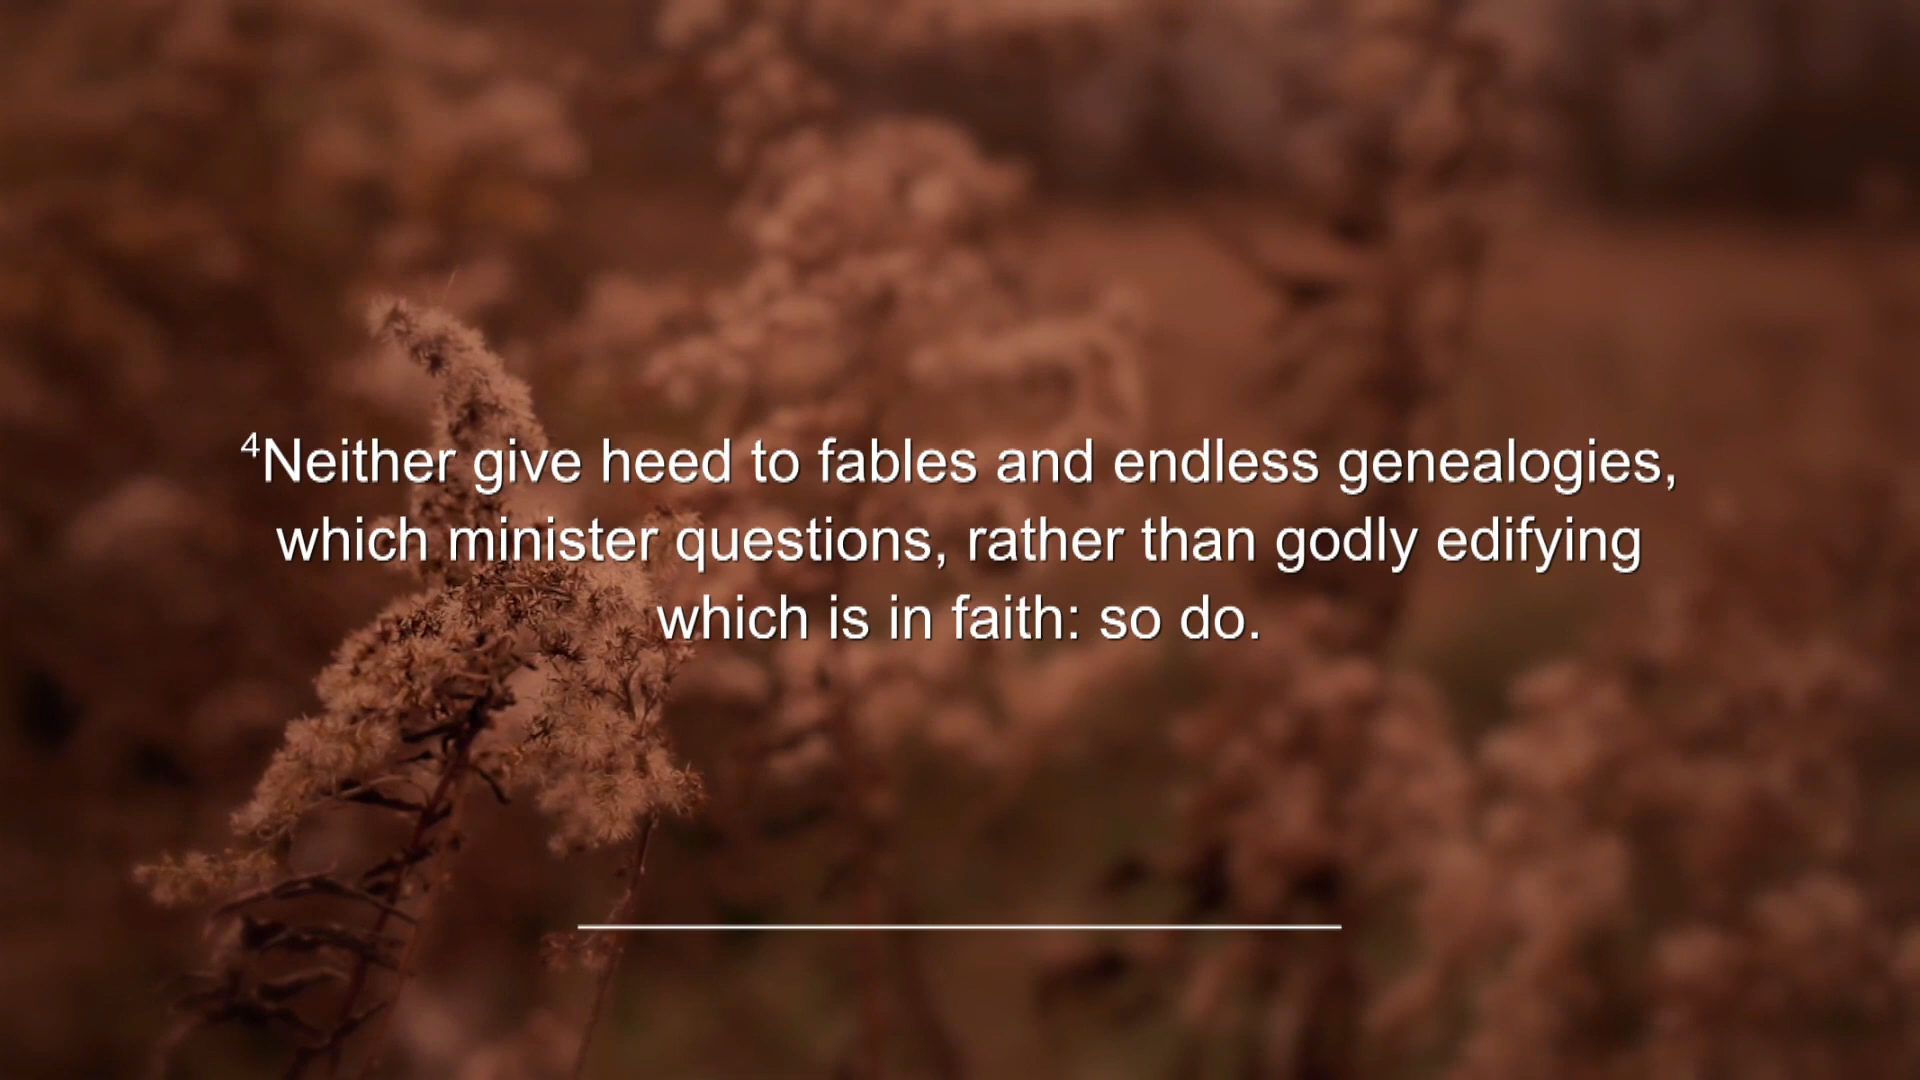 ⁴Neither give heed to fables and endless genealogies,
which minister questions, rather than godly edifying
which is in faith: so do.